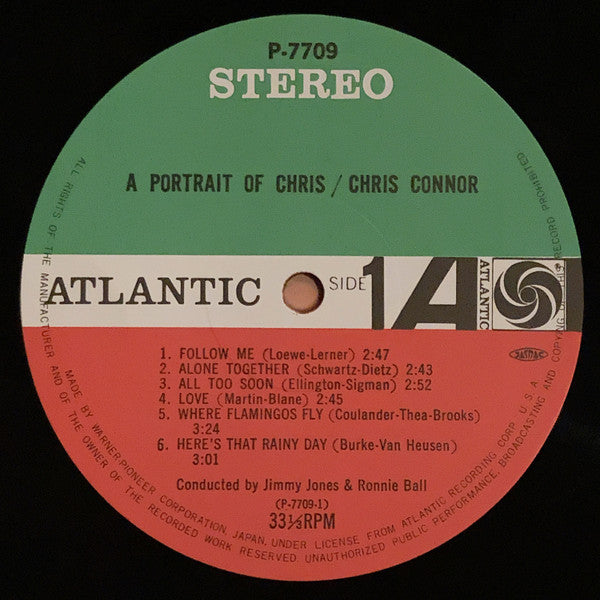 P-7709
STEREO
A PORTRAIT OF CHRIS / CHRIS CONNOR
ATLANTIC
SIDE 1
A
ATLANTIC
JASRAC
1. FOLLOW ME (Loewe-Lerner) 2:47
2. ALONE TOGETHER (Schwartz-Dietz) 2:43
3. ALL TOO SOON (Ellington-Sigman) 2:52
4. LOVE (Martin-Blane) 2:45
5. WHERE FLAMINGOS FLY (Coulander-Thea-Brooks)
3:24
6. HERE'S THAT RAINY DAY (Burke-Van Heusen)
3:01
Conducted by Jimmy Jones & Ronnie Ball
(P-7709-1)
33⅓RPM
MADE BY WARNER-PIONEER CORPORATION, JAPAN, UNDER LICENSE FROM ATLANTIC RECORDING CORP. U.S.A.
ALL RIGHTS OF THE MANUFACTURER AND OF THE OWNER OF THE RECORDED WORK RESERVED. UNAUTHORIZED PUBLIC PERFORMANCE, BROADCASTING AND COPYING OF THIS RECORD PROHIBITED.